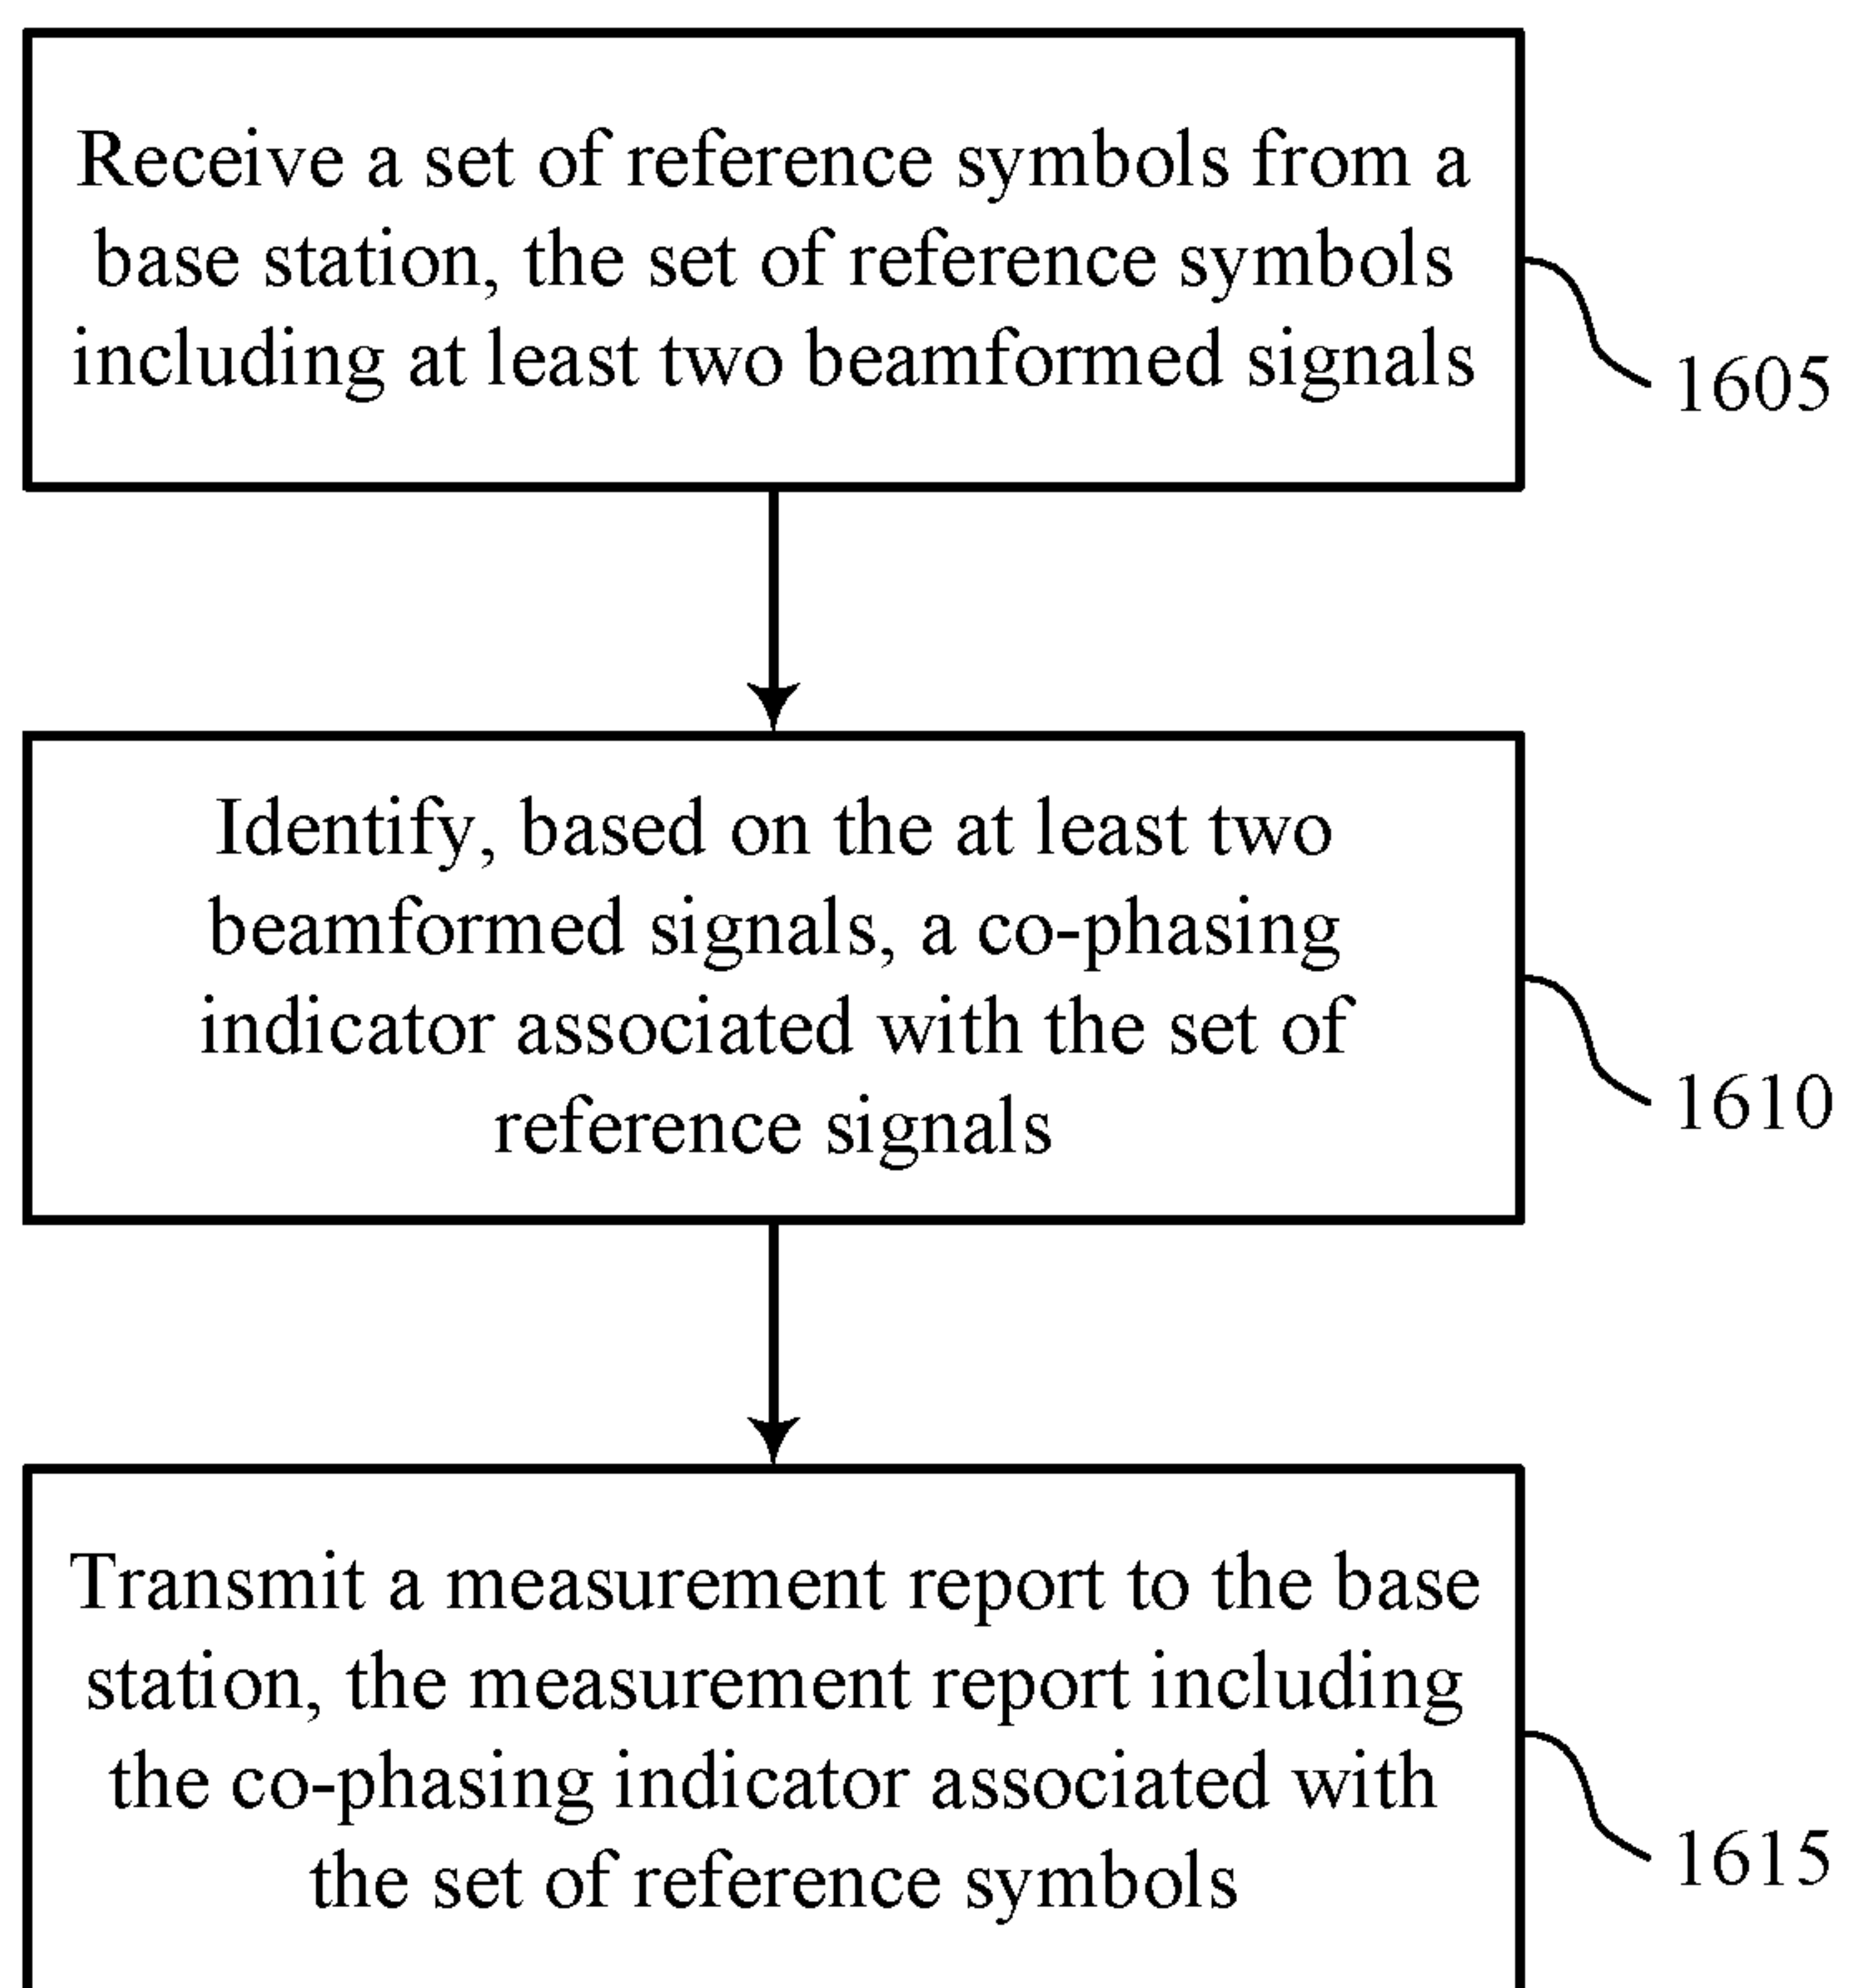 Receive a set of reference symbols from a
base station, the set of reference symbols
including at least two beamformed signals
1605
Identify, based on the at least two
beamformed signals, a co-phasing
indicator associated with the set of
reference signals
1610
Transmit a measurement report to the base
station, the measurement report including
the co-phasing indicator associated with
the set of reference symbols
1615